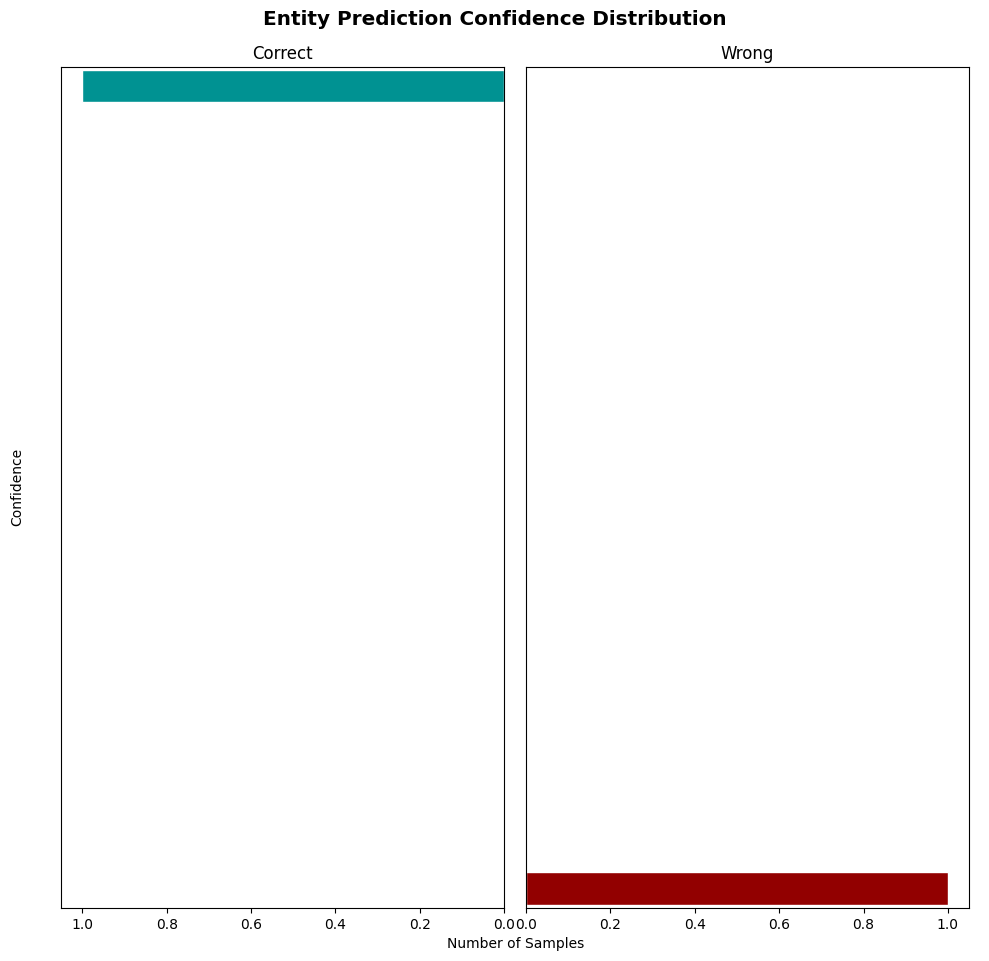 Entity Prediction Confidence Distribution
Correct
Wrong
Confidence
1.0 0.8 0.6 0.4 0.2 0.0
0.0 0.2 0.4 0.6 0.8 1.0
Number of Samples